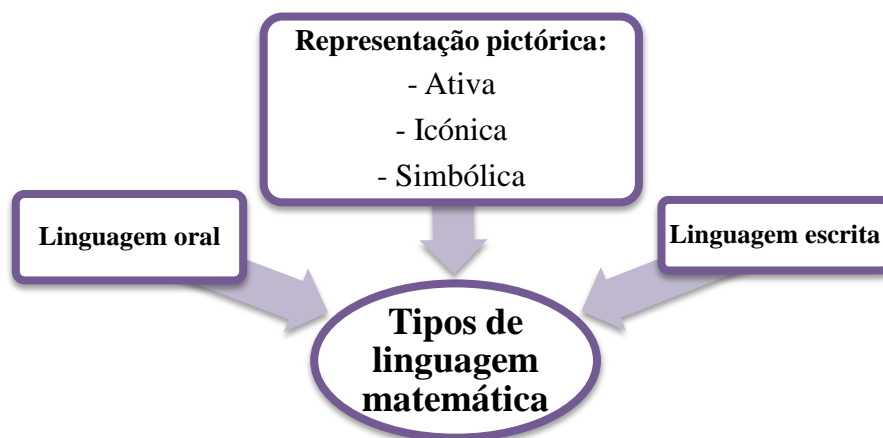 Representação pictórica:
- Ativa
- Icónica
- Simbólica
Linguagem oral
Linguagem escrita
Tipos de
linguagem
matemática